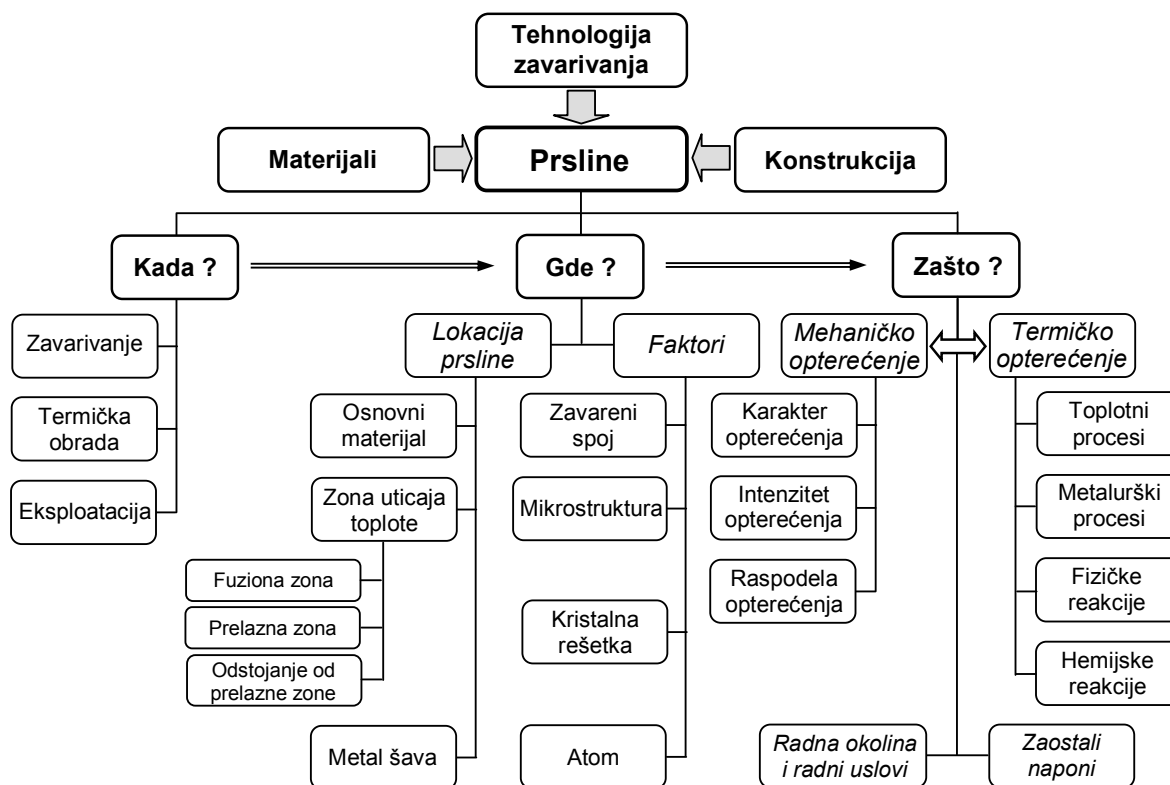 Tehnologija
zavarivanja
Materijali
Prsline
Konstrukcija
Kada ?
Gde ?
Zašto ?
Zavarivanje
Termička
obrada
Eksploatacija
Lokacija
prsline
Faktori
Osnovni
materijal
Zona uticaja
toplote
Fuziona zona
Prelazna zona
Odstojanje od
prelazne zone
Metal šava
Zavareni
spoj
Mikrostruktura
Kristalna
rešetka
Atom
Mehaničko
opterećenje
Termičko
opterećenje
Karakter
opterećenja
Intenzitet
opterećenja
Raspodela
opterećenja
Toplotni
procesi
Metalurški
procesi
Fizičke
reakcije
Hemijske
reakcije
Radna okolina
i radni uslovi
Zaostali
naponi